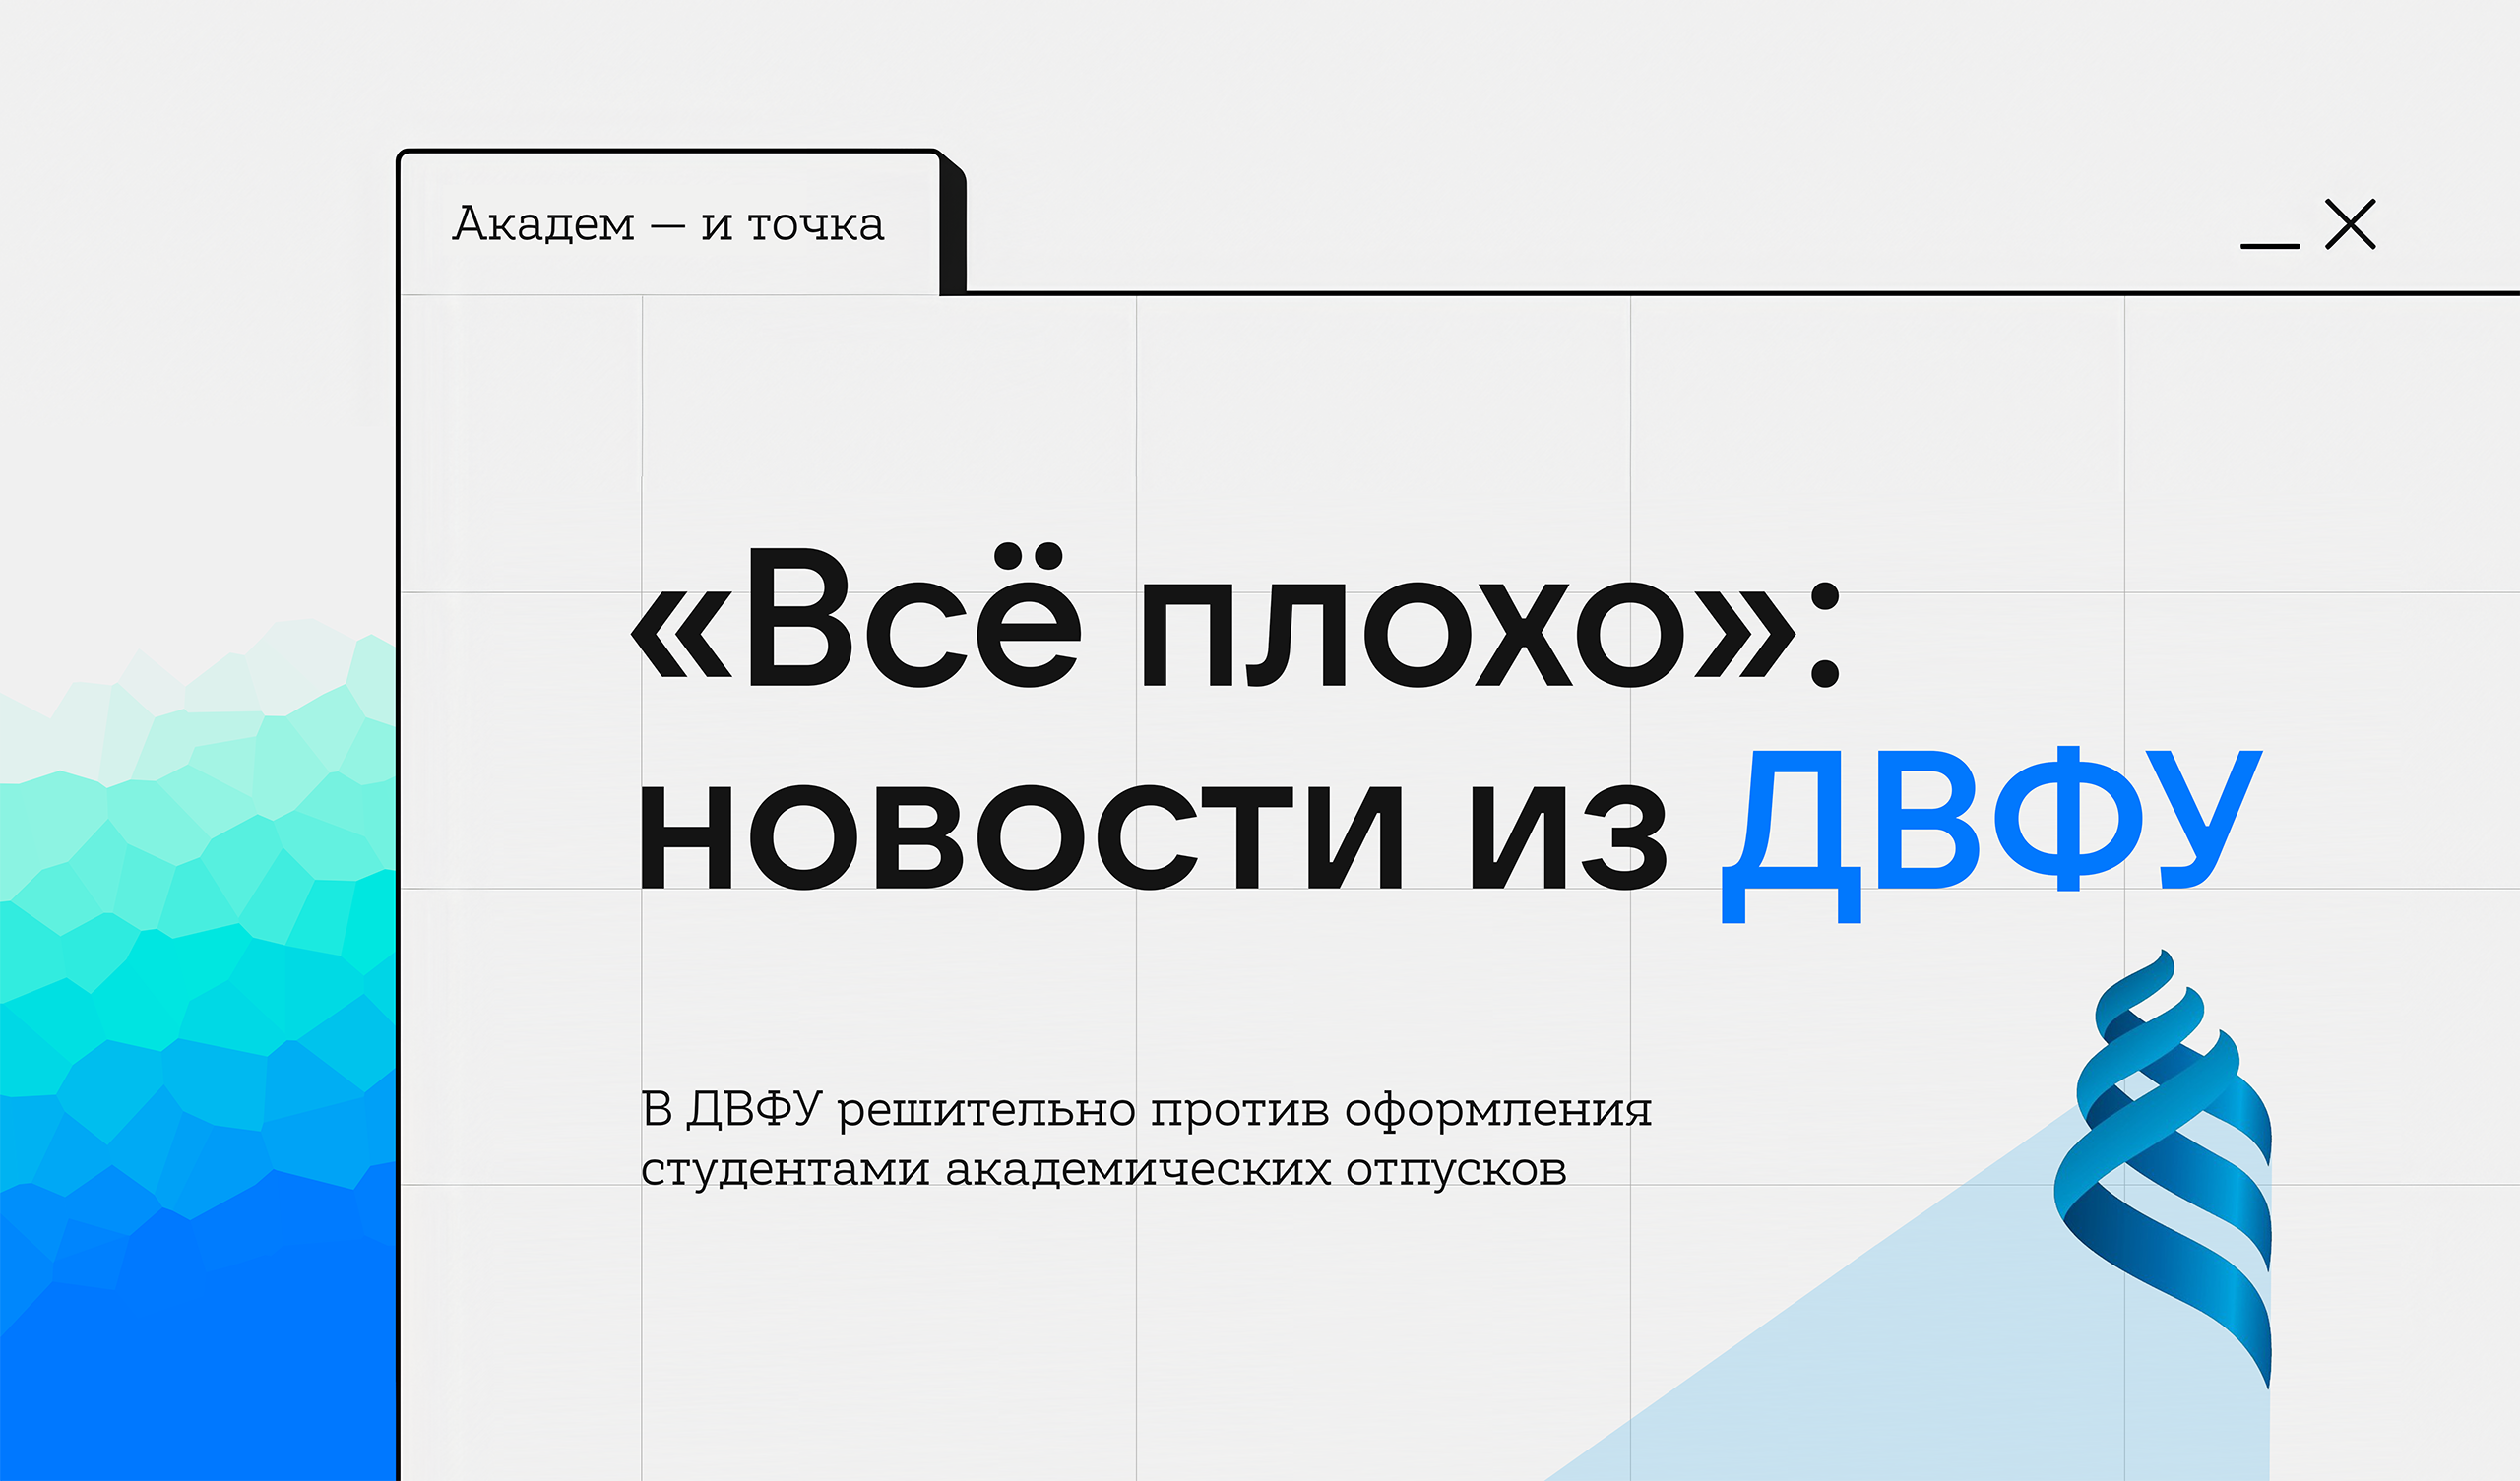 Академ — и точка
«Всё плохо»:
новости из ДВФУ
В ДВФУ решительно против оформления
студентами академических отпусков